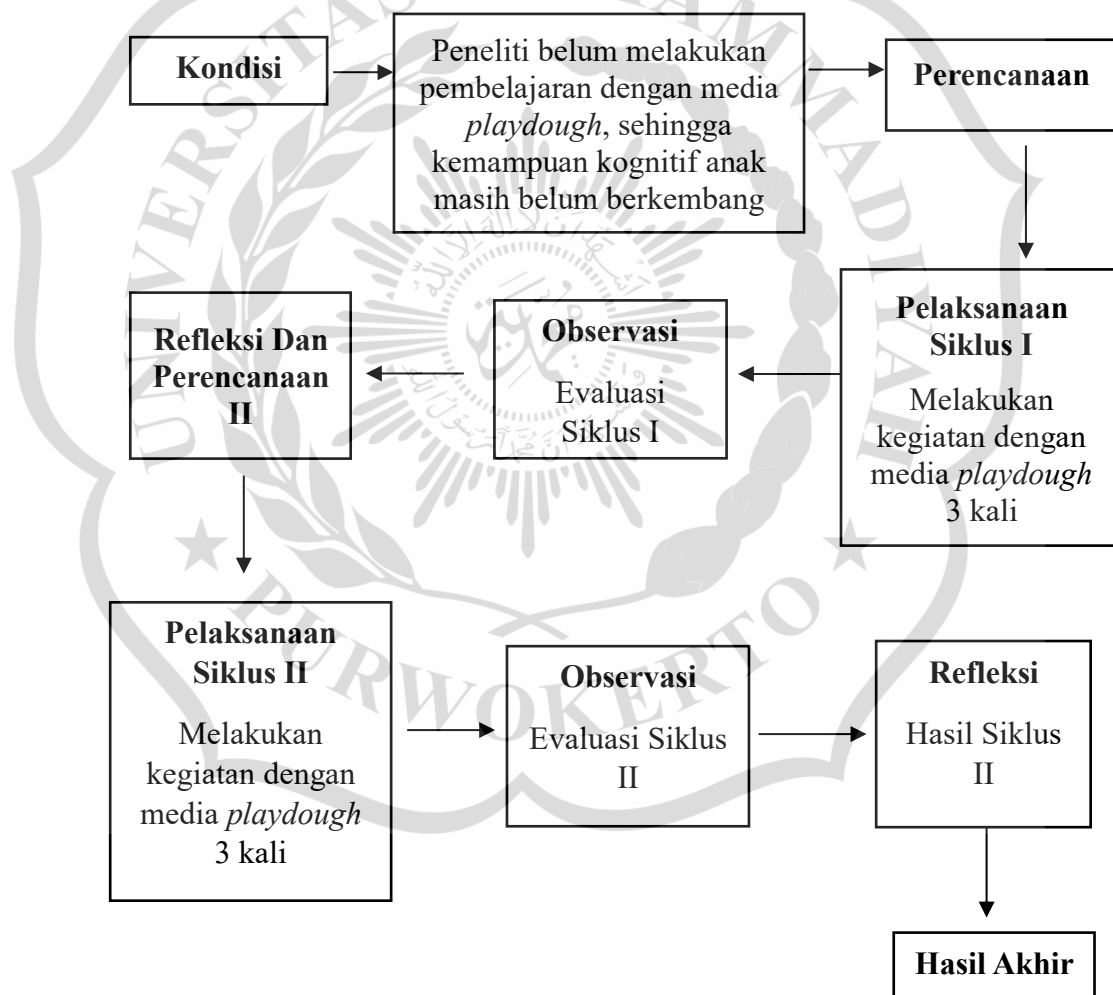 Kondisi
Peneliti belum melakukan
pembelajaran dengan media
playdough, sehingga
kemampuan kognitif anak
masih belum berkembang
Perencanaan
Pelaksanaan
Siklus I
Melakukan
kegiatan dengan
media playdough
3 kali
Observasi
Evaluasi
Siklus I
Refleksi Dan
Perencanaan
II
Pelaksanaan
Siklus II
Melakukan
kegiatan dengan
media playdough
3 kali
Observasi
Evaluasi Siklus
II
Refleksi
Hasil Siklus
II
Hasil Akhir
PURWOKERTO